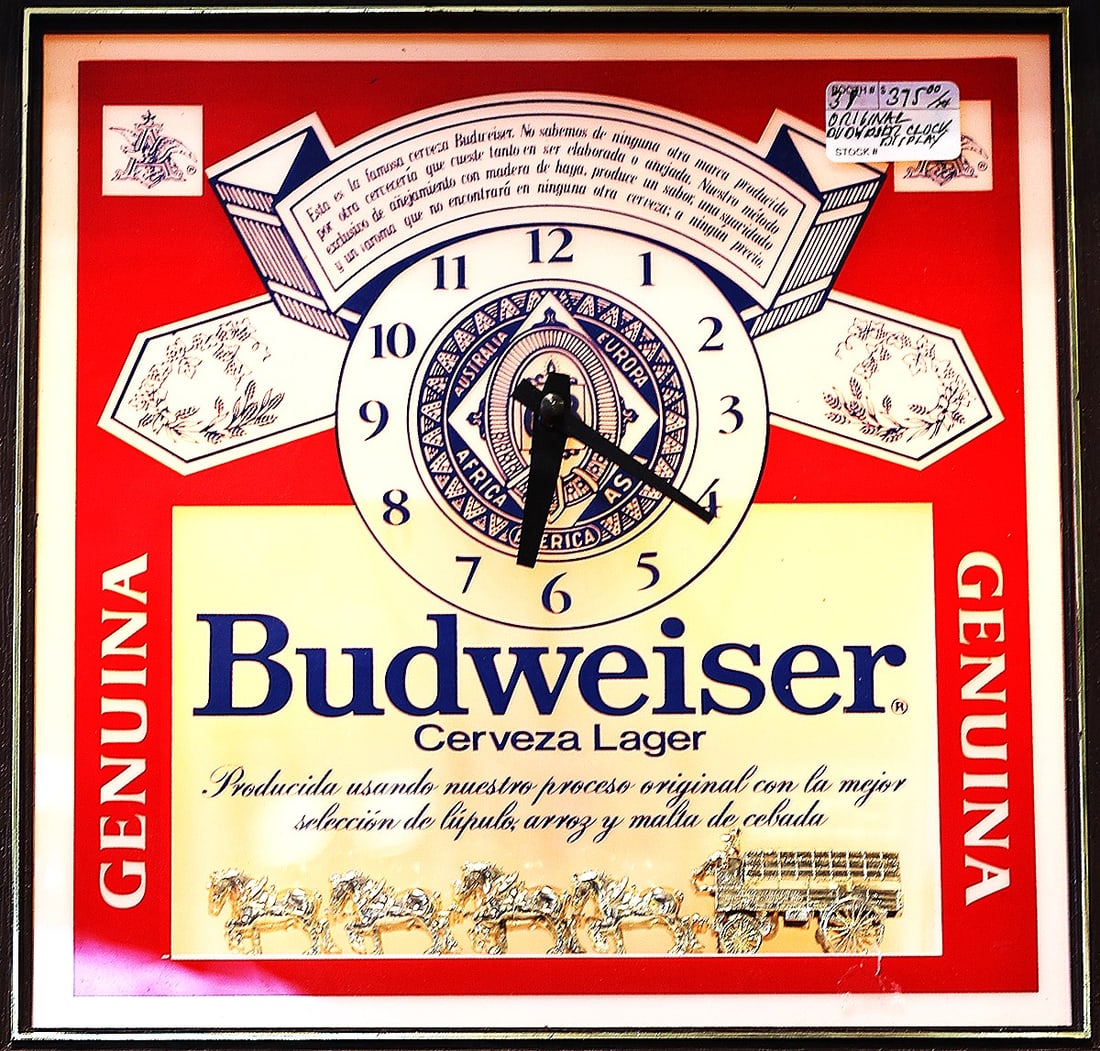 BOOTH # $
39 375 00
ORIGINAL
BUDWEISER CLOCK
DISPLAY
STOCK #
Esta es la famosa cerveza Budweiser. No sabemos de ninguna otra marca producida
por otra cervecería que cueste tanto en ser elaborada o añejada. Nuestro método
exclusivo de añejamiento con madera de haya, produce un sabor, una suavidad
y un aroma que no encontrará en ninguna otra cerveza; a ningún precio.
12
11 1
10 2
9 3
8 4
7 5
6
AUSTRALIA EUROPA
AFRICA ASIA
AMERICA
GENUINA
GENUINA
Budweiser®
Cerveza Lager
Producida usando nuestro proceso original con la mejor
selección de lúpulo, arroz y malta de cebada